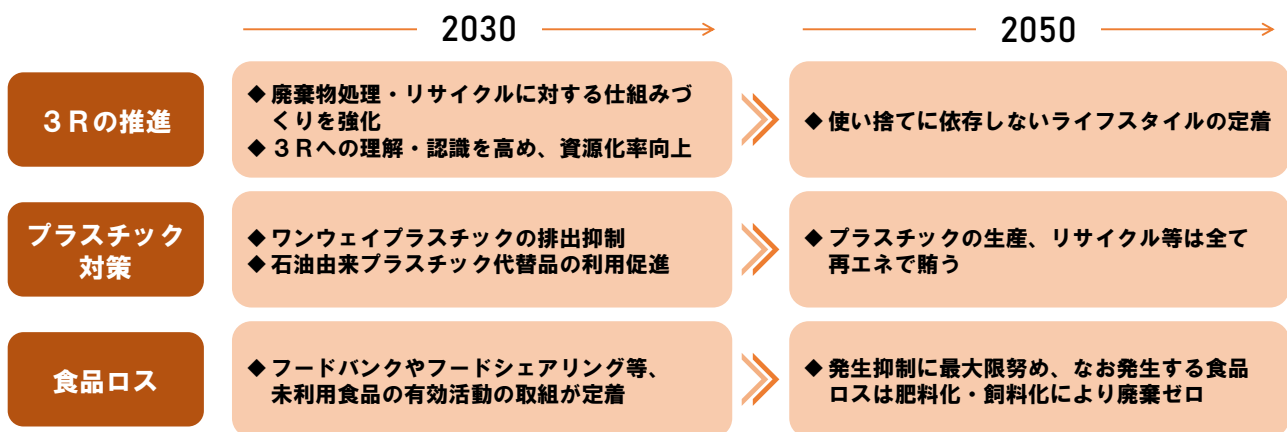 2030
2050
３Ｒの推進
◆ 廃棄物処理・リサイクルに対する仕組みづ
くりを強化
◆ ３Ｒへの理解・認識を高め、資源化率向上
◆ 使い捨てに依存しないライフスタイルの定着
プラスチック
対策
◆ ワンウェイプラスチックの排出抑制
◆ 石油由来プラスチック代替品の利用促進
◆ プラスチックの生産、リサイクル等は全て
再エネで賄う
食品ロス
◆ フードバンクやフードシェアリング等、
未利用食品の有効活動の取組が定着
◆ 発生抑制に最大限努め、なお発生する食品
ロスは肥料化・飼料化により廃棄ゼロ